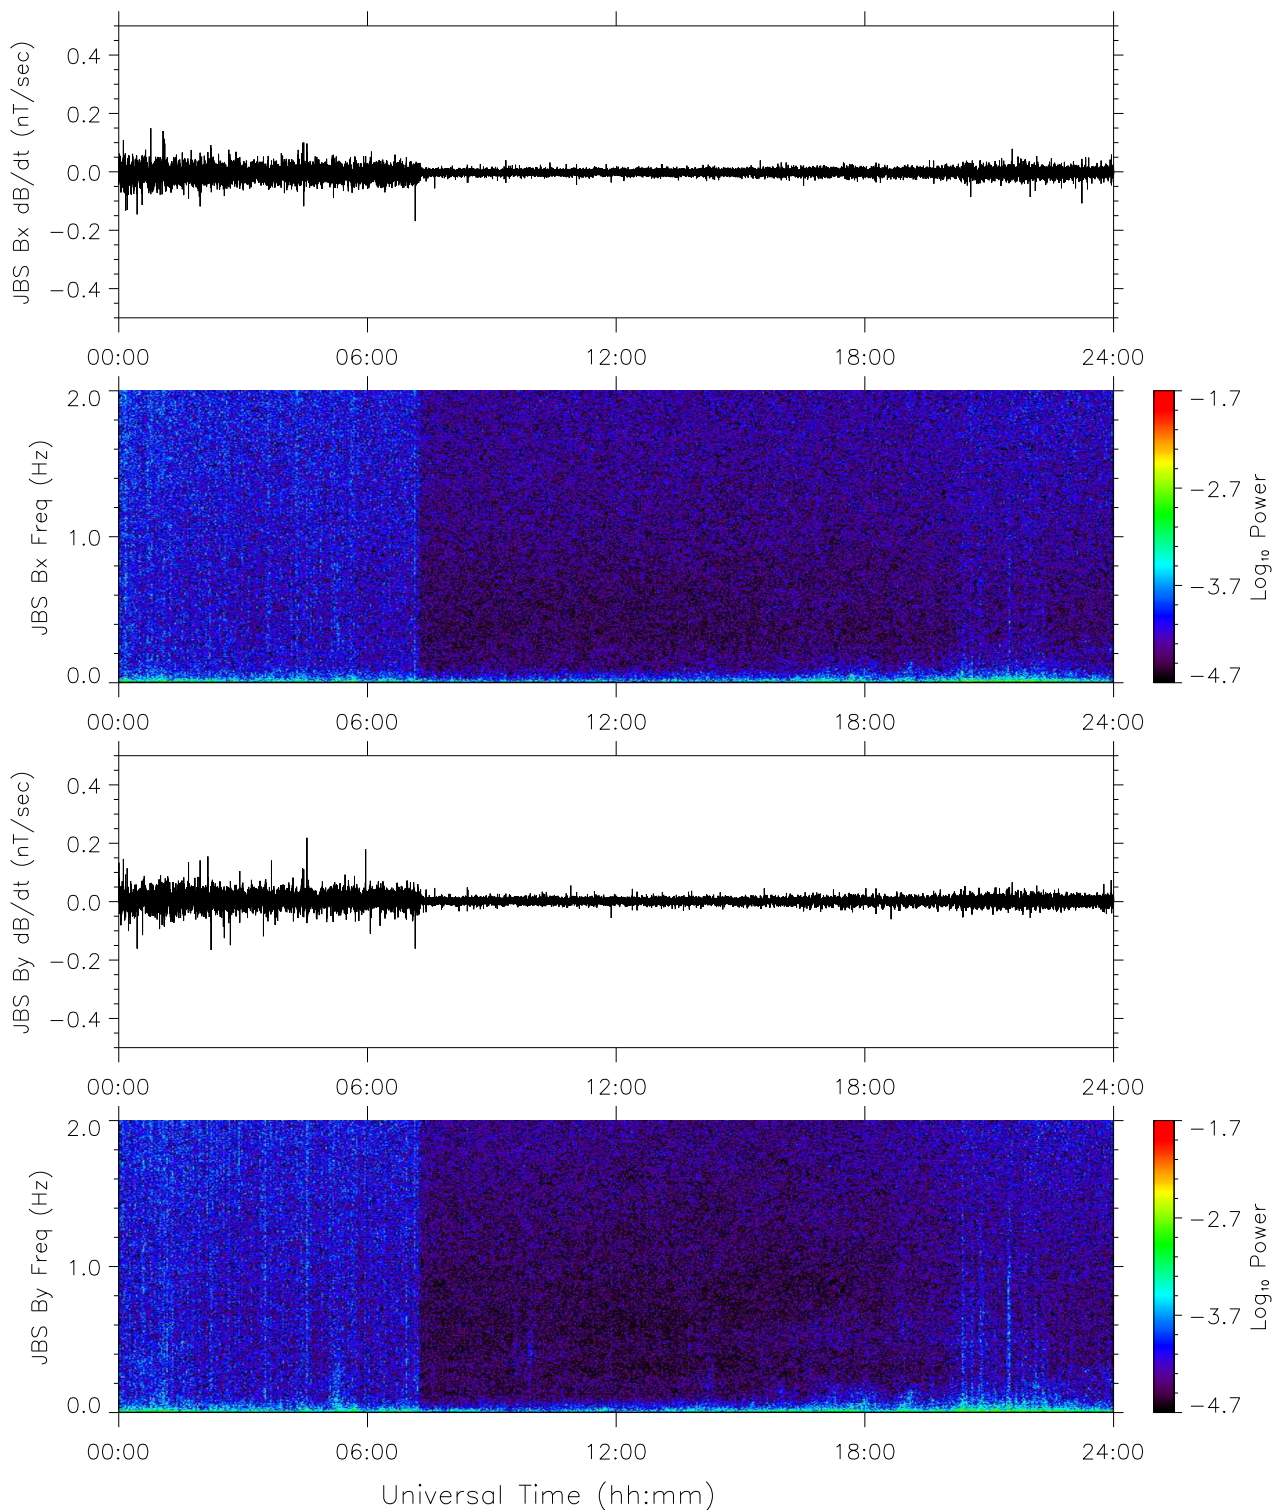 JBS Bx dB/dt (nT/sec)
0.4
0.2
0.0
−0.2
−0.4
00:00 06:00 12:00 18:00 24:00
JBS Bx Freq (Hz)
2.0
1.0
0.0
−1.7
−2.7
−3.7
−4.7
Log₁₀ Power
00:00 06:00 12:00 18:00 24:00
JBS By dB/dt (nT/sec)
0.4
0.2
0.0
−0.2
−0.4
00:00 06:00 12:00 18:00 24:00
JBS By Freq (Hz)
2.0
1.0
0.0
−1.7
−2.7
−3.7
−4.7
Log₁₀ Power
00:00 06:00 12:00 18:00 24:00
Universal Time (hh:mm)